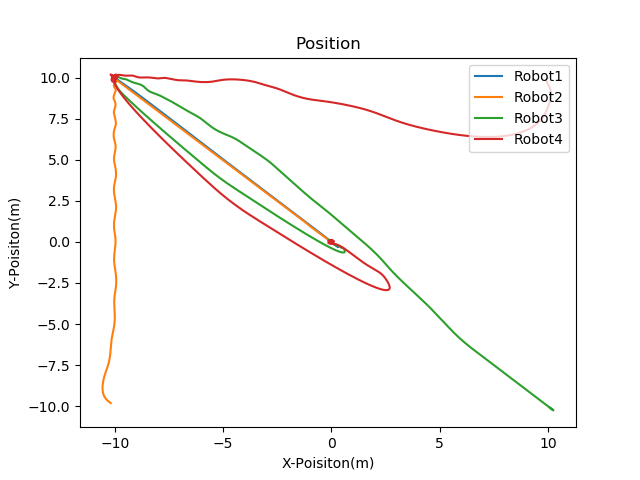 Position
10.0
7.5
5.0
2.5
0.0
−2.5
−5.0
−7.5
−10.0
Y-Poisiton(m)
Robot1
Robot2
Robot3
Robot4
−10
−5
0
5
10
X-Poisiton(m)